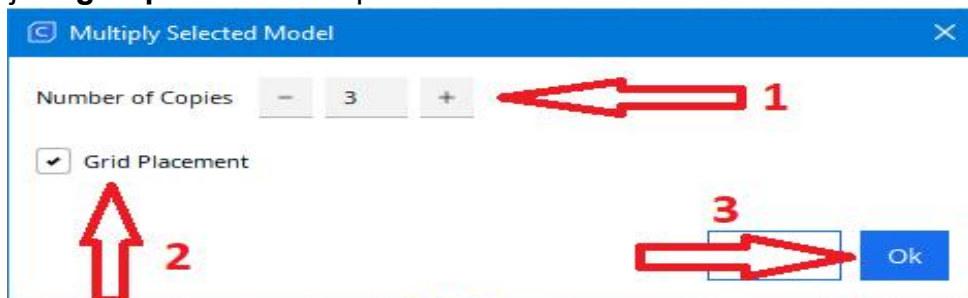 Multiply Selected Model
Number of Copies − 3 + 1
Grid Placement
3
2
Ok